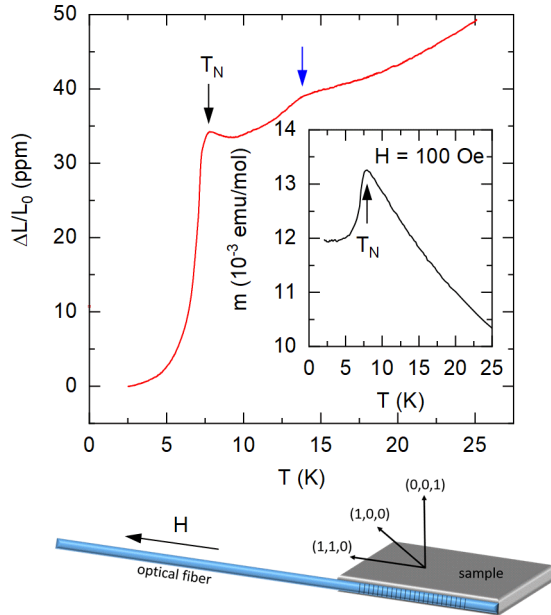 50
40
30
20
10
0
ΔL/L₀ (ppm)
T_N
0 5 10 15 20 25
T (K)
14
13
12
11
10
m (10⁻³ emu/mol)
H = 100 Oe
T_N
0 5 10 15 20 25
T (K)
(0,0,1)
(1,0,0)
(1,1,0)
H
optical fiber
sample